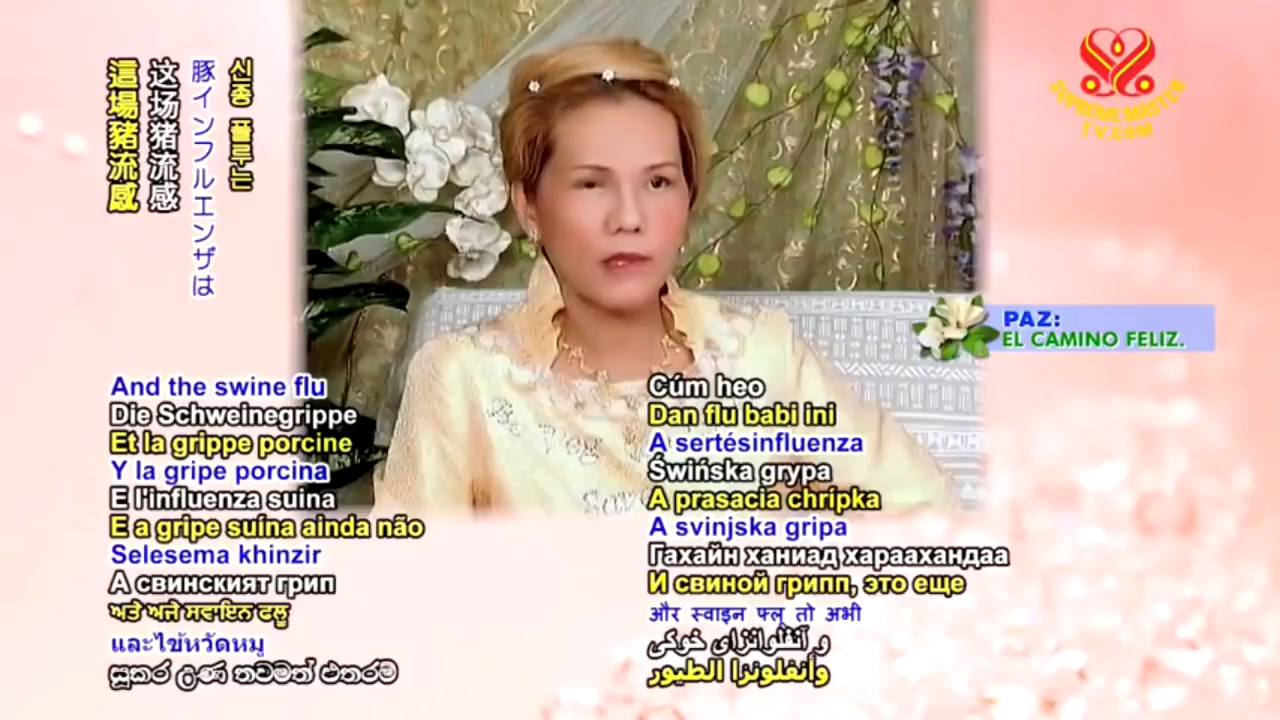 這場豬流感
这场猪流感
豚インフルエンザは
신종 플루는
SUPREME MASTER
TV.COM
PAZ:
EL CAMINO FELIZ.
And the swine flu
Die Schweinegrippe
Et la grippe porcine
Y la gripe porcina
E l'influenza suina
E a gripe suína ainda não
Selesema khinzir
А свинският грип
ਅਤੇ ਅਜੇ ਸਵਾਇਨ ਫਲੂ
และไข้หวัดหมู
සූකර උණ තවමත් එතරම්
Cúm heo
Dan flu babi ini
A sertésinfluenza
Świńska grypa
A prasacia chrípka
A svinjska gripa
Гахайн ханиад хараахандаа
И свиной грипп, это еще
और स्वाइन फ्लू तो अभी
و آنفلوانزای خوکی
وأنفلونزا الطيور